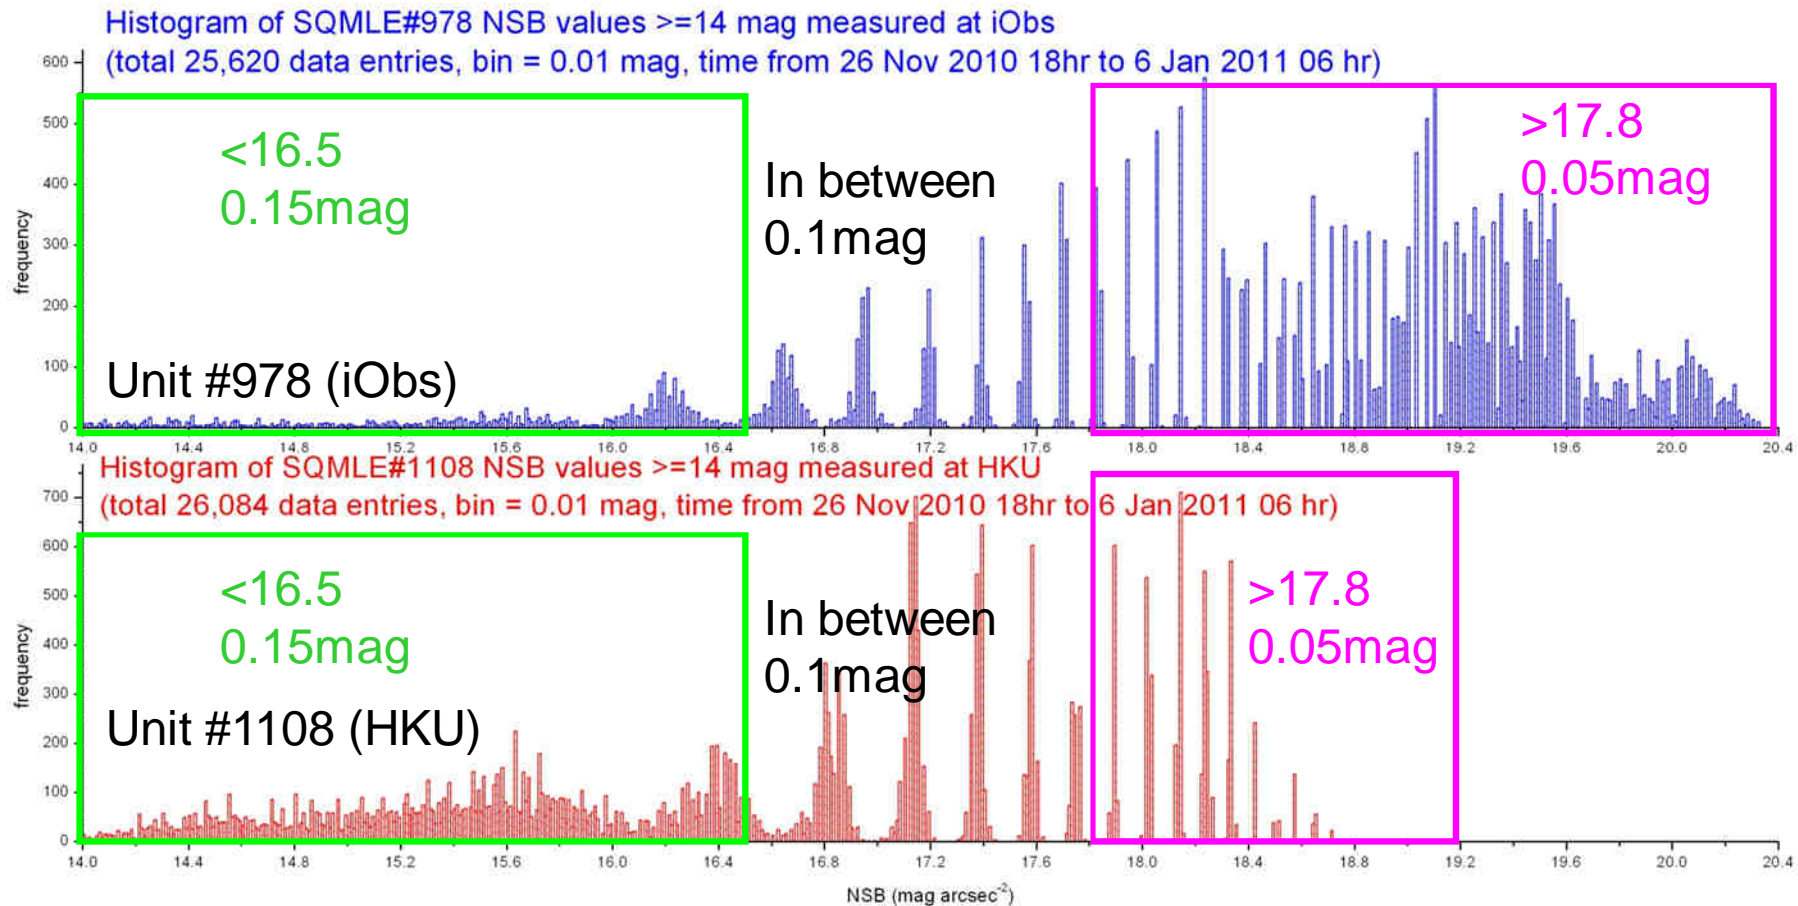 Histogram of SQMLE#978 NSB values >=14 mag measured at iObs
(total 25,620 data entries, bin = 0.01 mag, time from 26 Nov 2010 18hr to 6 Jan 2011 06 hr)
600
500
400
300
200
100
0
frequency
<16.5
0.15mag
In between
0.1mag
>17.8
0.05mag
Unit #978 (iObs)
14.0 14.4 14.8 15.2 15.6 16.0 16.4 16.8 17.2 17.6 18.0 18.4 18.8 19.2 19.6 20.0 20.4
Histogram of SQMLE#1108 NSB values >=14 mag measured at HKU
(total 26,084 data entries, bin = 0.01 mag, time from 26 Nov 2010 18hr to 6 Jan 2011 06 hr)
700
600
500
400
300
200
100
0
frequency
<16.5
0.15mag
In between
0.1mag
>17.8
0.05mag
Unit #1108 (HKU)
14.0 14.4 14.8 15.2 15.6 16.0 16.4 16.8 17.2 17.6 18.0 18.4 18.8 19.2 19.6 20.0 20.4
NSB (mag arcsec⁻²)